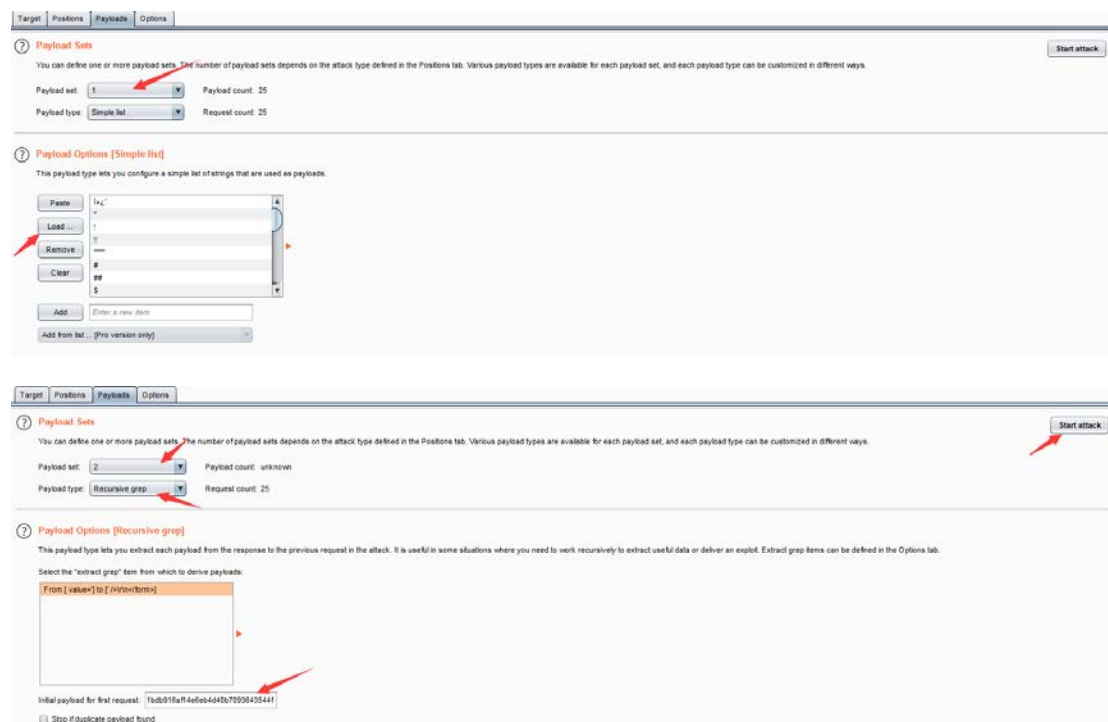 Target Positions Payloads Options
? Payload Sets
Start attack
You can define one or more payload sets. The number of payload sets depends on the attack type defined in the Positions tab. Various payload types are available for each payload set, and each payload type can be customized in different ways.
Payload set: 1 Payload count: 25
Payload type: Simple list Request count: 25
? Payload Options [Simple list]
This payload type lets you configure a simple list of strings that are used as payloads.
Paste
"
Load ...
!
!!
Remove
#
Clear
##
$
Add Enter a new item
Add from list ... [Pro version only]
Target Positions Payloads Options
? Payload Sets
Start attack
You can define one or more payload sets. The number of payload sets depends on the attack type defined in the Positions tab. Various payload types are available for each payload set, and each payload type can be customized in different ways.
Payload set: 2 Payload count: unknown
Payload type: Recursive grep Request count: 25
? Payload Options [Recursive grep]
This payload type lets you extract each payload from the response to the previous request in the attack. It is useful in some situations where you need to work recursively to extract useful data or deliver an exploit. Extract grep items can be defined in the Options tab.
Select the "extract grep" item from which to derive payloads:
From [ value='] to [' />\r\n</form>]
Initial payload for first request:
Stop if duplicate payload found